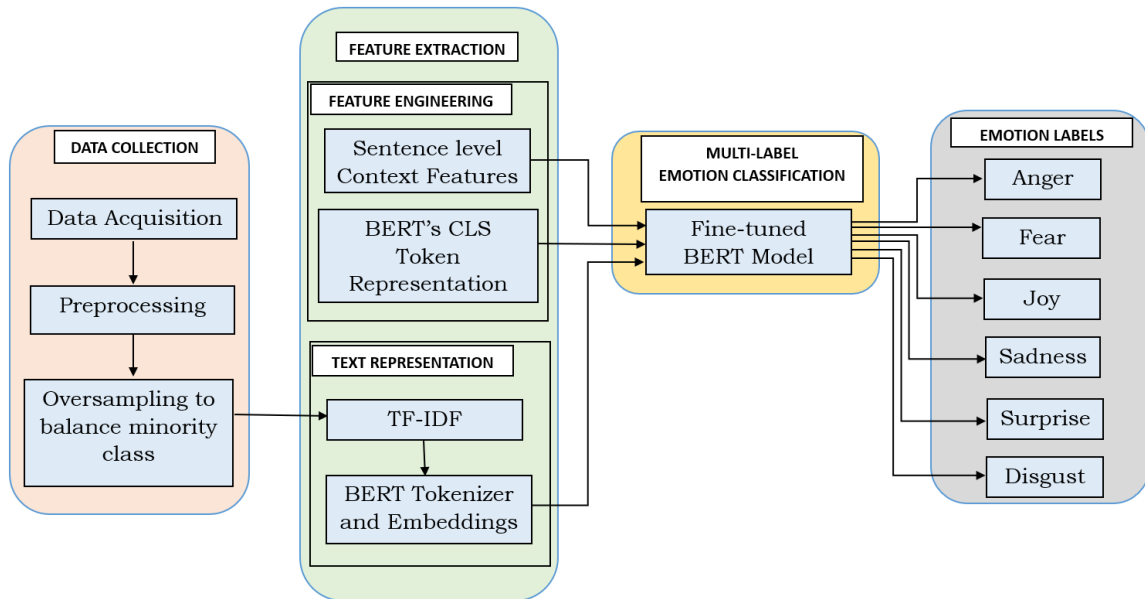 DATA COLLECTION
Data Acquisition
Preprocessing
Oversampling to
balance minority
class
FEATURE EXTRACTION
FEATURE ENGINEERING
Sentence level
Context Features
BERT's CLS
Token
Representation
TEXT REPRESENTATION
TF-IDF
BERT Tokenizer
and Embeddings
MULTI-LABEL
EMOTION CLASSIFICATION
Fine-tuned
BERT Model
EMOTION LABELS
Anger
Fear
Joy
Sadness
Surprise
Disgust